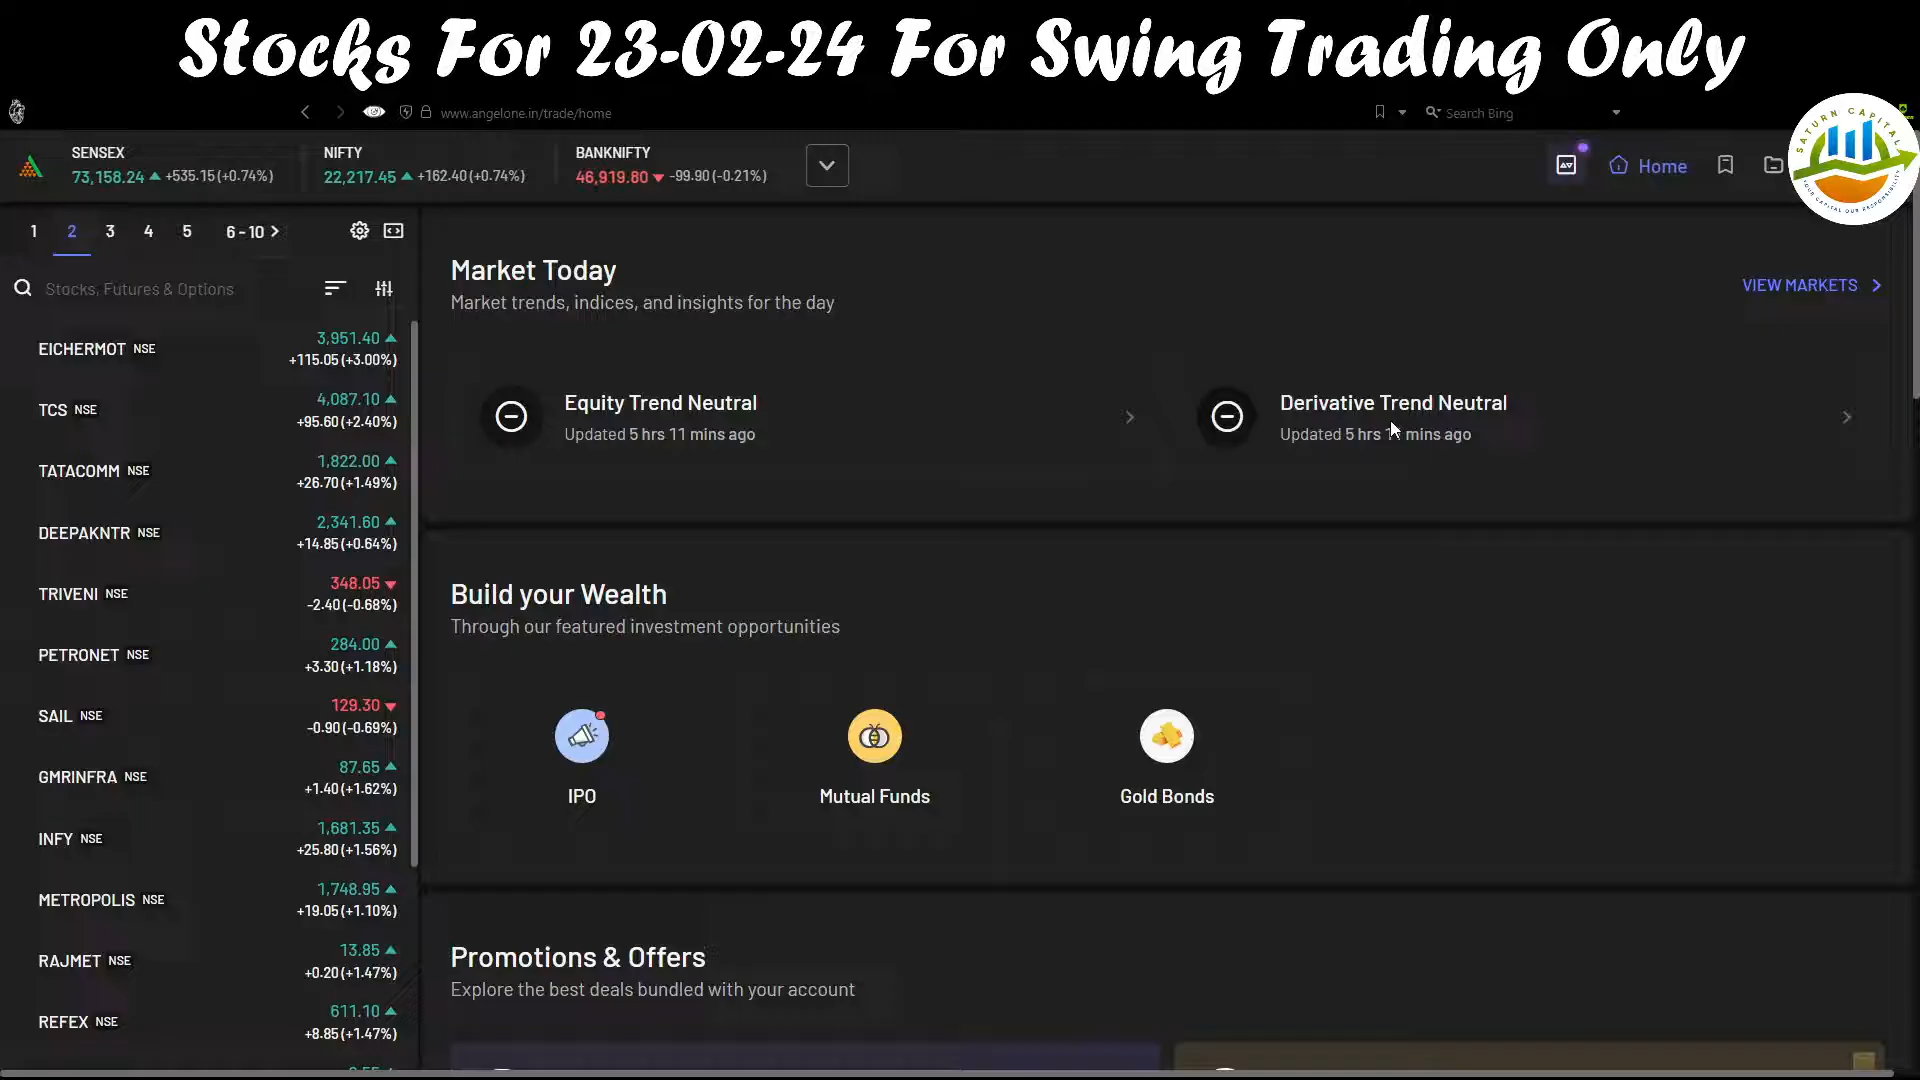 Stocks For 23-02-24 For Swing Trading Only
www.angelone.in/trade/home
Search Bing
SATURN CAPITAL
YOUR CAPITAL OUR RESPONSIBILITY
SENSEX
73,158.24 +535.15 (+0.74%)
NIFTY
22,217.45 +162.40 (+0.74%)
BANKNIFTY
46,919.80 -99.90 (-0.21%)
Home
1 2 3 4 5 6 - 10
Stocks, Futures & Options
EICHERMOT NSE
3,951.40
+115.05 (+3.00%)
TCS NSE
4,087.10
+95.60 (+2.40%)
TATACOMM NSE
1,822.00
+26.70 (+1.49%)
DEEPAKNTR NSE
2,341.60
+14.85 (+0.64%)
TRIVENI NSE
348.05
-2.40 (-0.68%)
PETRONET NSE
284.00
+3.30 (+1.18%)
SAIL NSE
129.30
-0.90 (-0.69%)
GMRINFRA NSE
87.65
+1.40 (+1.62%)
INFY NSE
1,681.35
+25.80 (+1.56%)
METROPOLIS NSE
1,748.95
+19.05 (+1.10%)
RAJMET NSE
13.85
+0.20 (+1.47%)
REFEX NSE
611.10
+8.85 (+1.47%)
Market Today
Market trends, indices, and insights for the day
VIEW MARKETS
Equity Trend Neutral
Updated 5 hrs 11 mins ago
Derivative Trend Neutral
Updated 5 hrs mins ago
Build your Wealth
Through our featured investment opportunities
IPO
Mutual Funds
Gold Bonds
Promotions & Offers
Explore the best deals bundled with your account